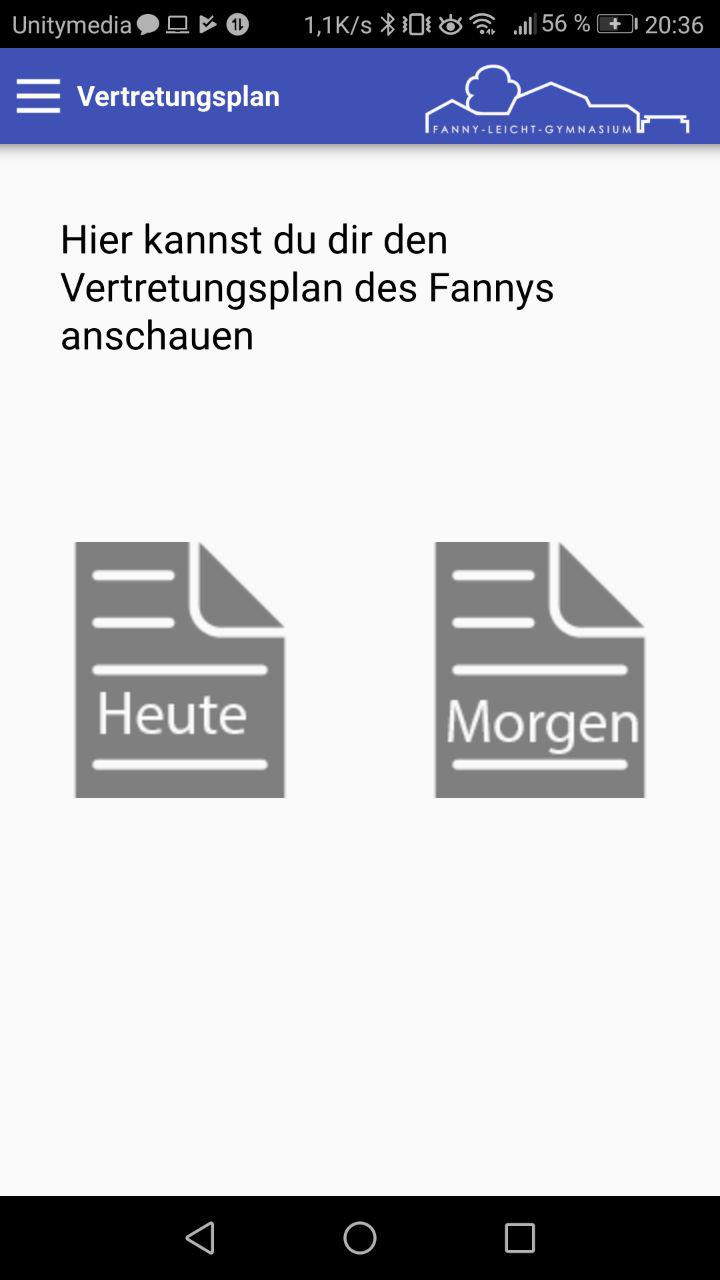 Unitymedia 1,1K/s 56 % 20:36
Vertretungsplan
FANNY-LEICHT-GYMNASIUM
Hier kannst du dir den
Vertretungsplan des Fannys
anschauen
Heute
Morgen